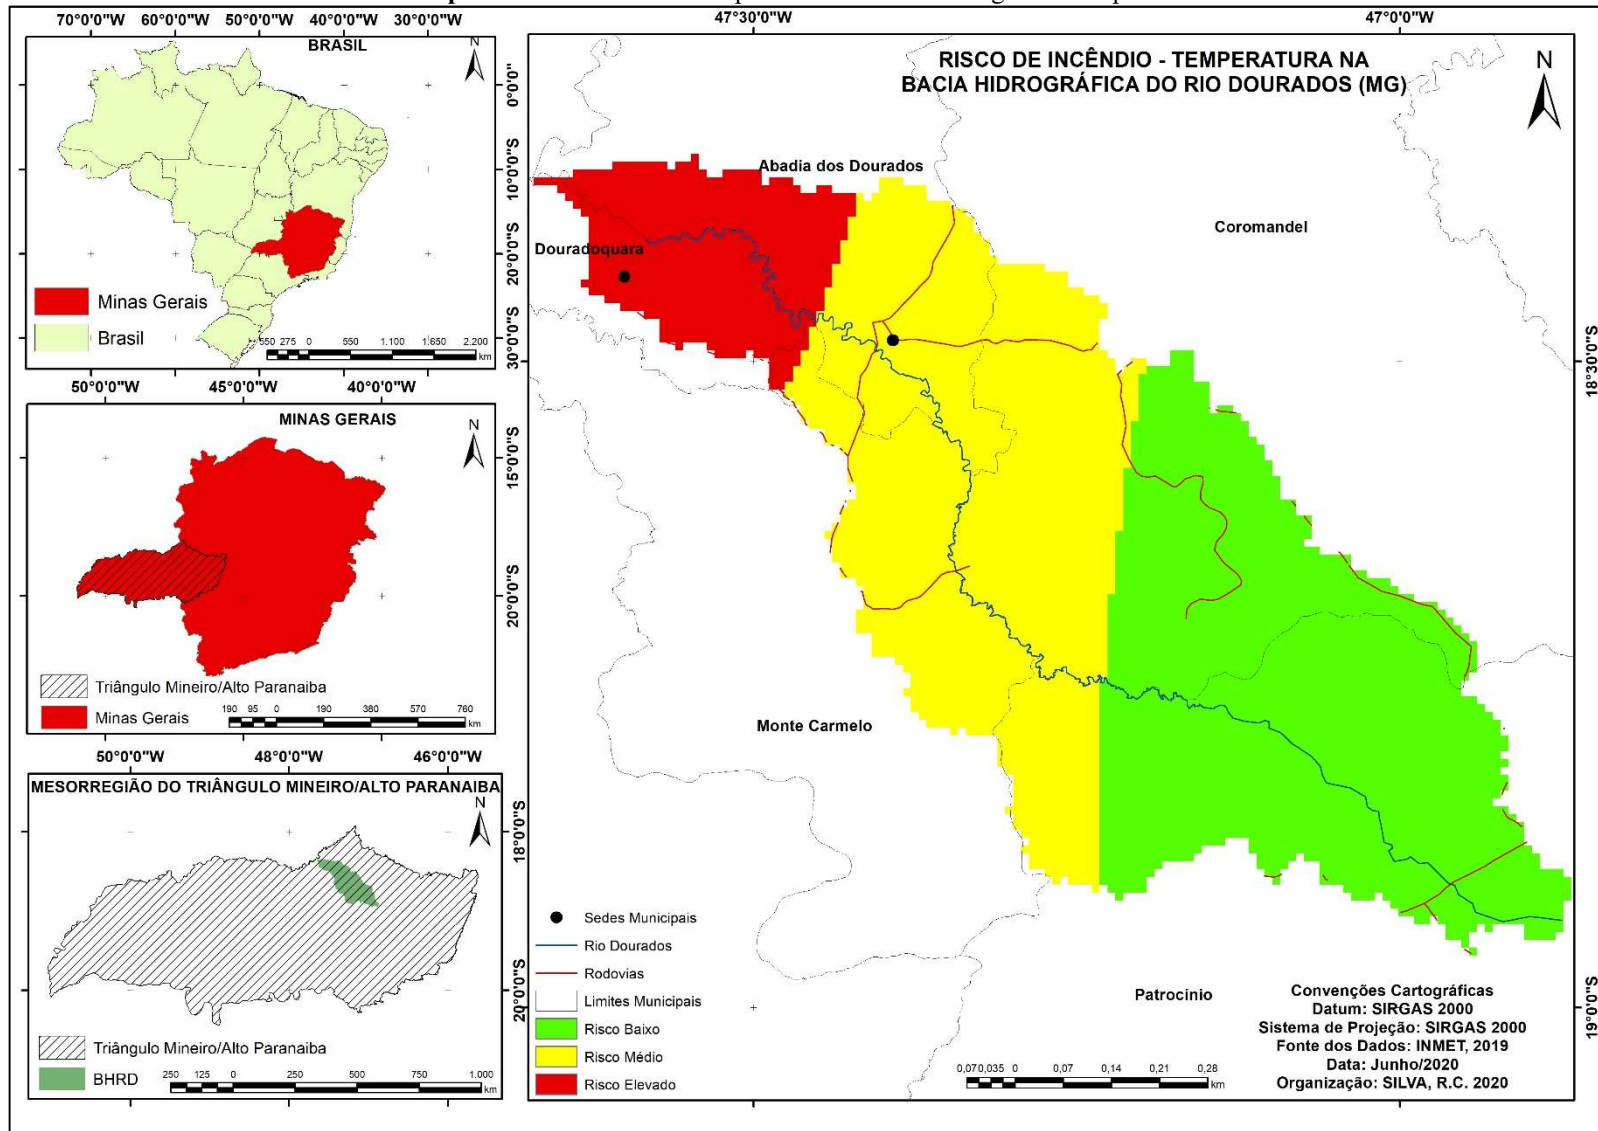 70°0'0"W 60°0'0"W 50°0'0"W 40°0'0"W 30°0'0"W
BRASIL
N
0°0'0"
10°0'0"S
20°0'0"S
30°0'0"S
Minas Gerais
Brasil
550 275 0 550 1.100 1.650 2.200
km
50°0'0"W 45°0'0"W 40°0'0"W
MINAS GERAIS
N
15°0'0"S
20°0'0"S
Triângulo Mineiro/Alto Paranaiba
Minas Gerais
190 95 0 190 380 570 760
km
50°0'0"W 48°0'0"W 46°0'0"W
MESORREGIÃO DO TRIÂNGULO MINEIRO/ALTO PARANAIBA
N
18°0'0"S
20°0'0"S
Triângulo Mineiro/Alto Paranaiba
BHRD
250 125 0 250 500 750 1.000
km
47°30'0"W 47°0'0"W
RISCO DE INCÊNDIO - TEMPERATURA NA
BACIA HIDROGRÁFICA DO RIO DOURADOS (MG)
N
Abadia dos Dourados
Coromandel
Douradoquara
18°30'0"S
Monte Carmelo
Patrocínio
19°0'0"S
Sedes Municipais
Rio Dourados
Rodovias
Limites Municipais
Risco Baixo
Risco Médio
Risco Elevado
0,07 0,035 0 0,07 0,14 0,21 0,28
km
Convenções Cartográficas
Datum: SIRGAS 2000
Sistema de Projeção: SIRGAS 2000
Fonte dos Dados: INMET, 2019
Data: Junho/2020
Organização: SILVA, R.C. 2020